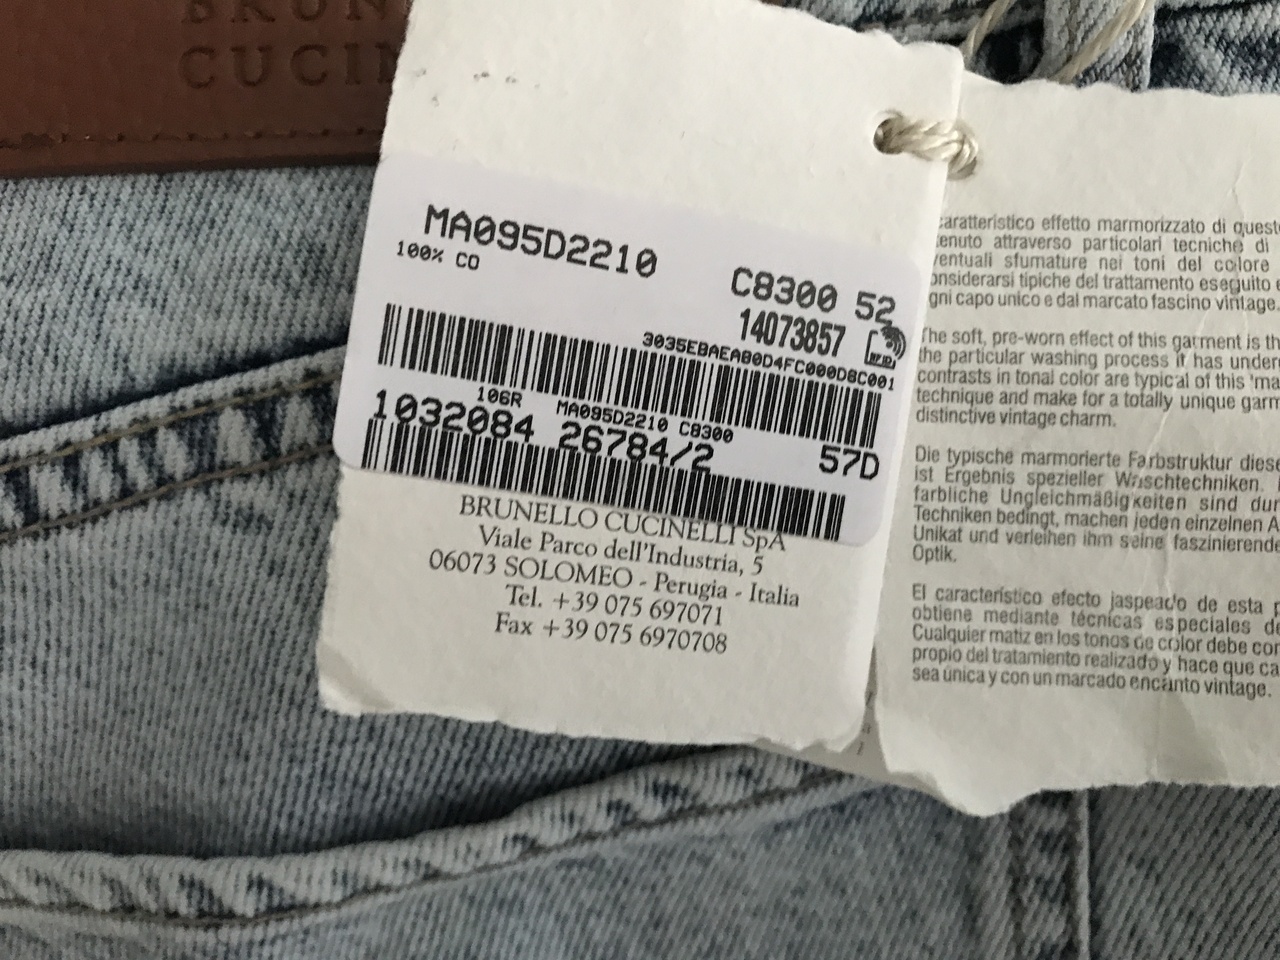 BRUN
CUCIN
MA095D2210
100% CO
C8300 52
14073857
RFID
3035EBAEA80D4FC000D8C001
106R MA095D2210 C8300
1032084 26784/2 57D
BRUNELLO CUCINELLI SpA
Viale Parco dell'Industria, 5
06073 SOLOMEO - Perugia - Italia
Tel. +39 075 697071
Fax +39 075 6970708
caratteristico effetto marmorizzato di quest
tenuto attraverso particolari tecniche di
ventuali sfumature nei toni del colore
onsiderarsi tipiche del trattamento eseguito e
gni capo unico e dal marcato fascino vintage.
The soft, pre-worn effect of this garment is th
the particular washing process it has under
contrasts in tonal color are typical of this 'ma
technique and make for a totally unique garm
distinctive vintage charm.
Die typische marmorierte Farbstruktur diese
ist Ergebnis spezieller Waschtechniken.
farbliche Ungleichmäßigkeiten sind dur
Techniken bedingt, machen jeden einzelnen A
Unikat und verleihen ihm seine faszinierende
Optik.
El característico efecto jaspeado de esta p
obtiene mediante técnicas especiales de
Cualquier matiz en los tonos de color debe con
propio del tratamiento realizado y hace que ca
sea única y con un marcado encanto vintage.